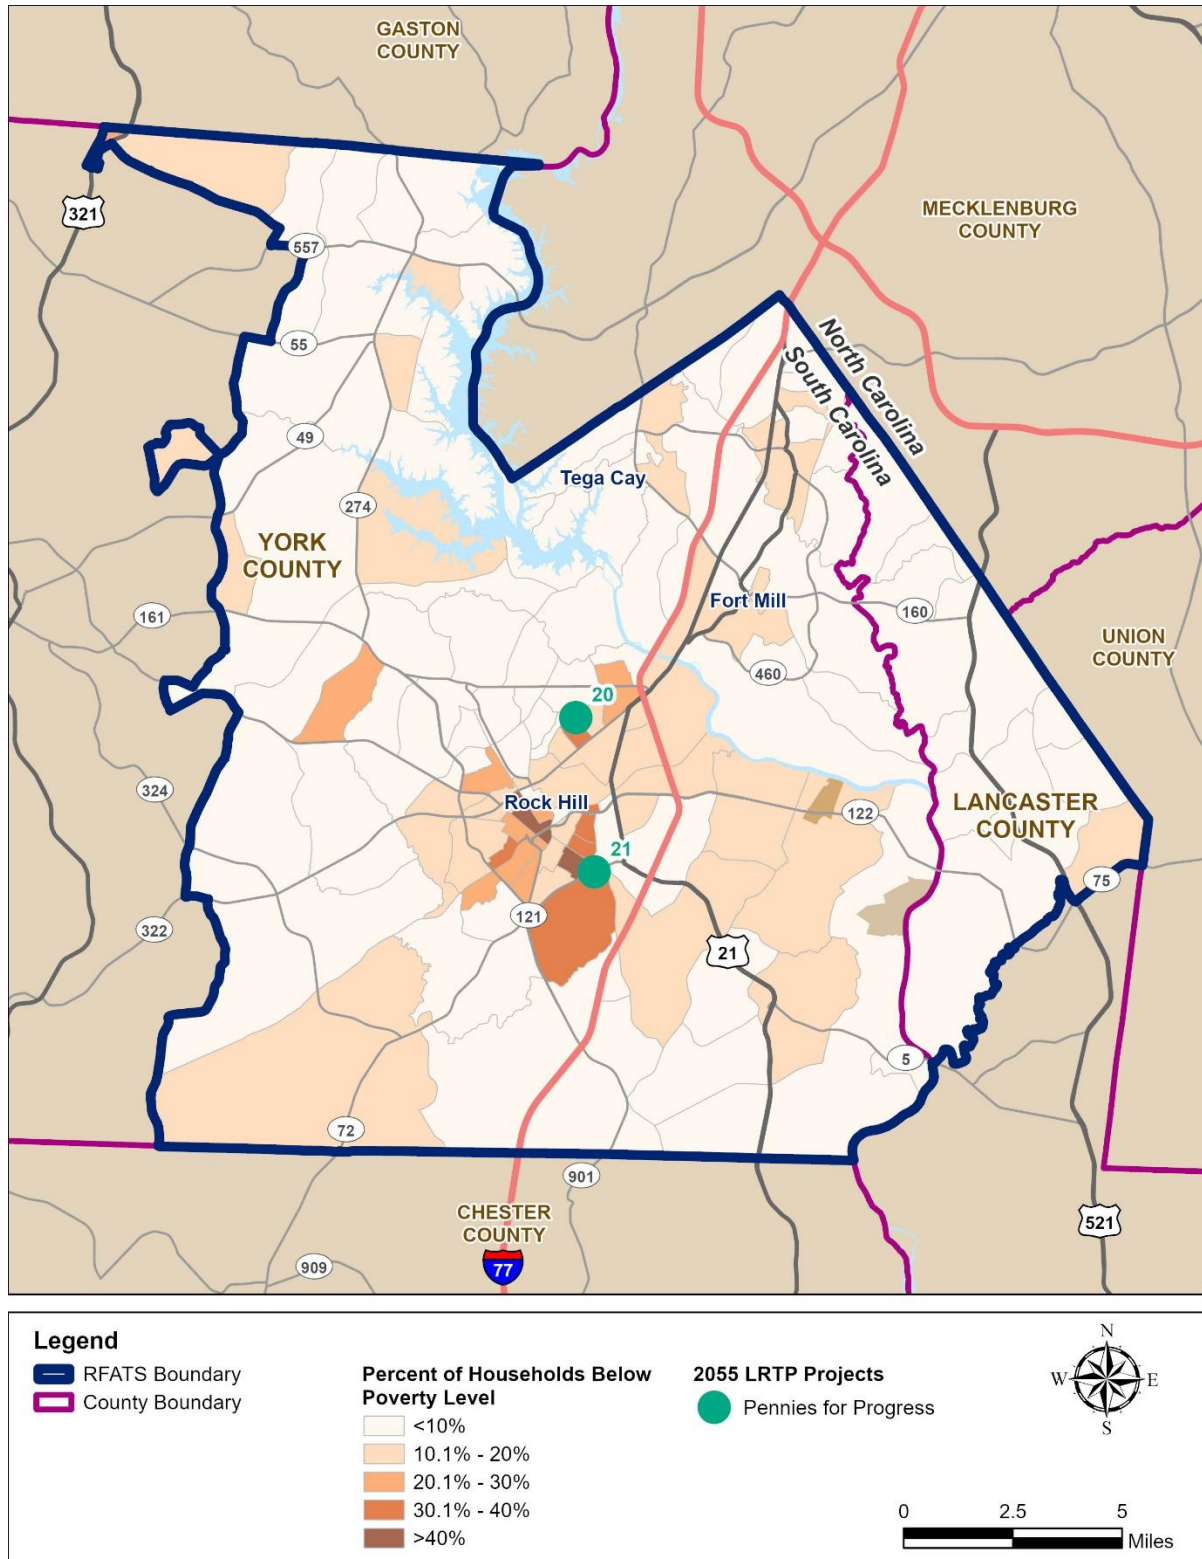 GASTON
COUNTY
MECKLENBURG
COUNTY
321
557
North Carolina
South Carolina
55
49
Tega Cay
274
YORK
COUNTY
Fort Mill
161
160
UNION
COUNTY
460
20
324
Rock Hill
122
LANCASTER
COUNTY
21
75
322
121
21
5
72
901
CHESTER
COUNTY
521
77
909
Legend
RFATS Boundary
County Boundary
Percent of Households Below
Poverty Level
<10%
10.1% - 20%
20.1% - 30%
30.1% - 40%
>40%
2055 LRTP Projects
Pennies for Progress
N
W
E
S
0
2.5
5
Miles